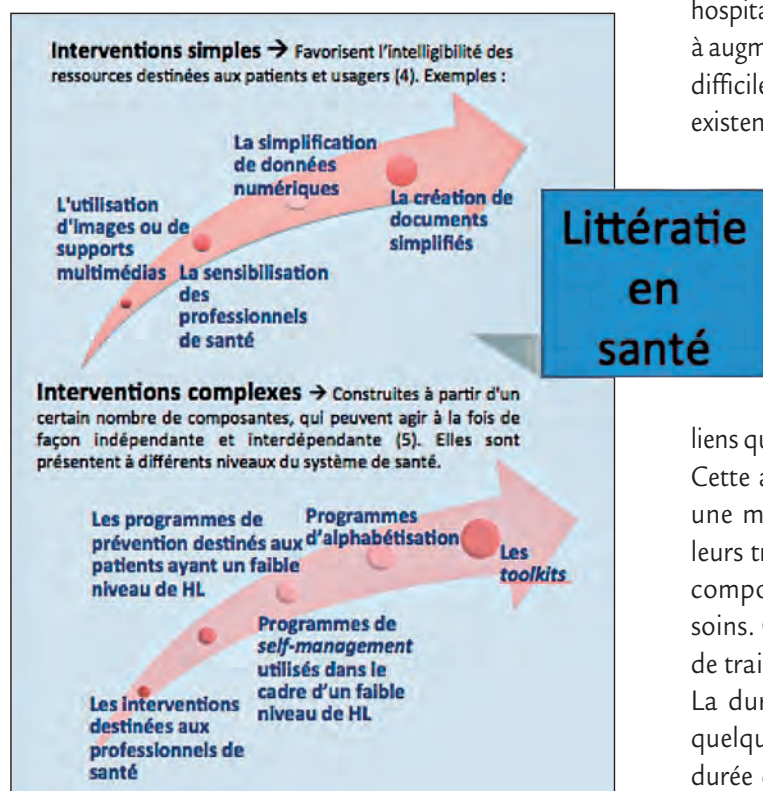 Interventions simples → Favorisent l'intelligibilité des
ressources destinées aux patients et usagers (4). Exemples :
L'utilisation
d'images ou de
supports
multimédias
La sensibilisation
des
professionnels
de santé
La simplification
de données
numériques
La création de
documents
simplifiés
Interventions complexes → Construites à partir d'un
certain nombre de composantes, qui peuvent agir à la fois de
façon indépendante et interdépendante (5). Elles sont
présentent à différents niveaux du système de santé.
Les interventions
destinées aux
professionnels de
santé
Les programmes de
prévention destinés aux
patients ayant un faible
niveau de HL
Programmes de
self-management
utilisés dans le
cadre d'un faible
niveau de HL
Programmes
d'alphabétisation
Les
toolkits
Littératie
en
santé
hospita
à augm
difficile
existen
liens qu
Cette a
une m
leurs tr
compo
soins.
de trai
La dur
quelqu
durée